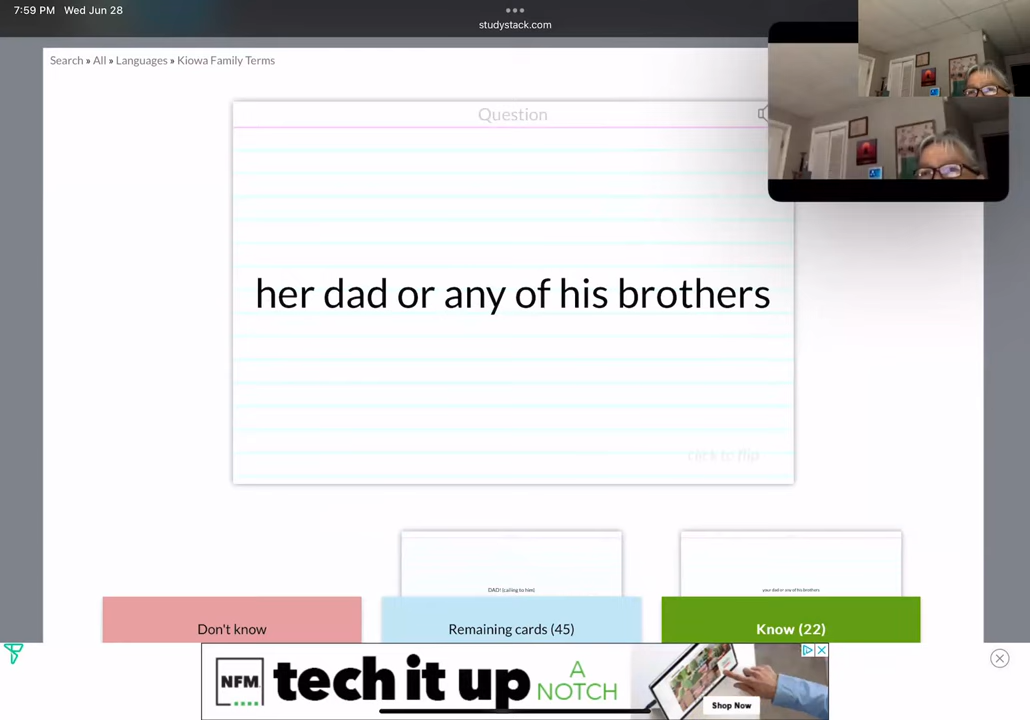 7:59 PM Wed Jun 28
studystack.com
Search » All » Languages » Kiowa Family Terms
Question
her dad or any of his brothers
click to flip
DAD! (calling to him)
your dad or any of his brothers
Don't know
Remaining cards (45)
Know (22)
NFM
tech it up
A
NOTCH
Shop Now